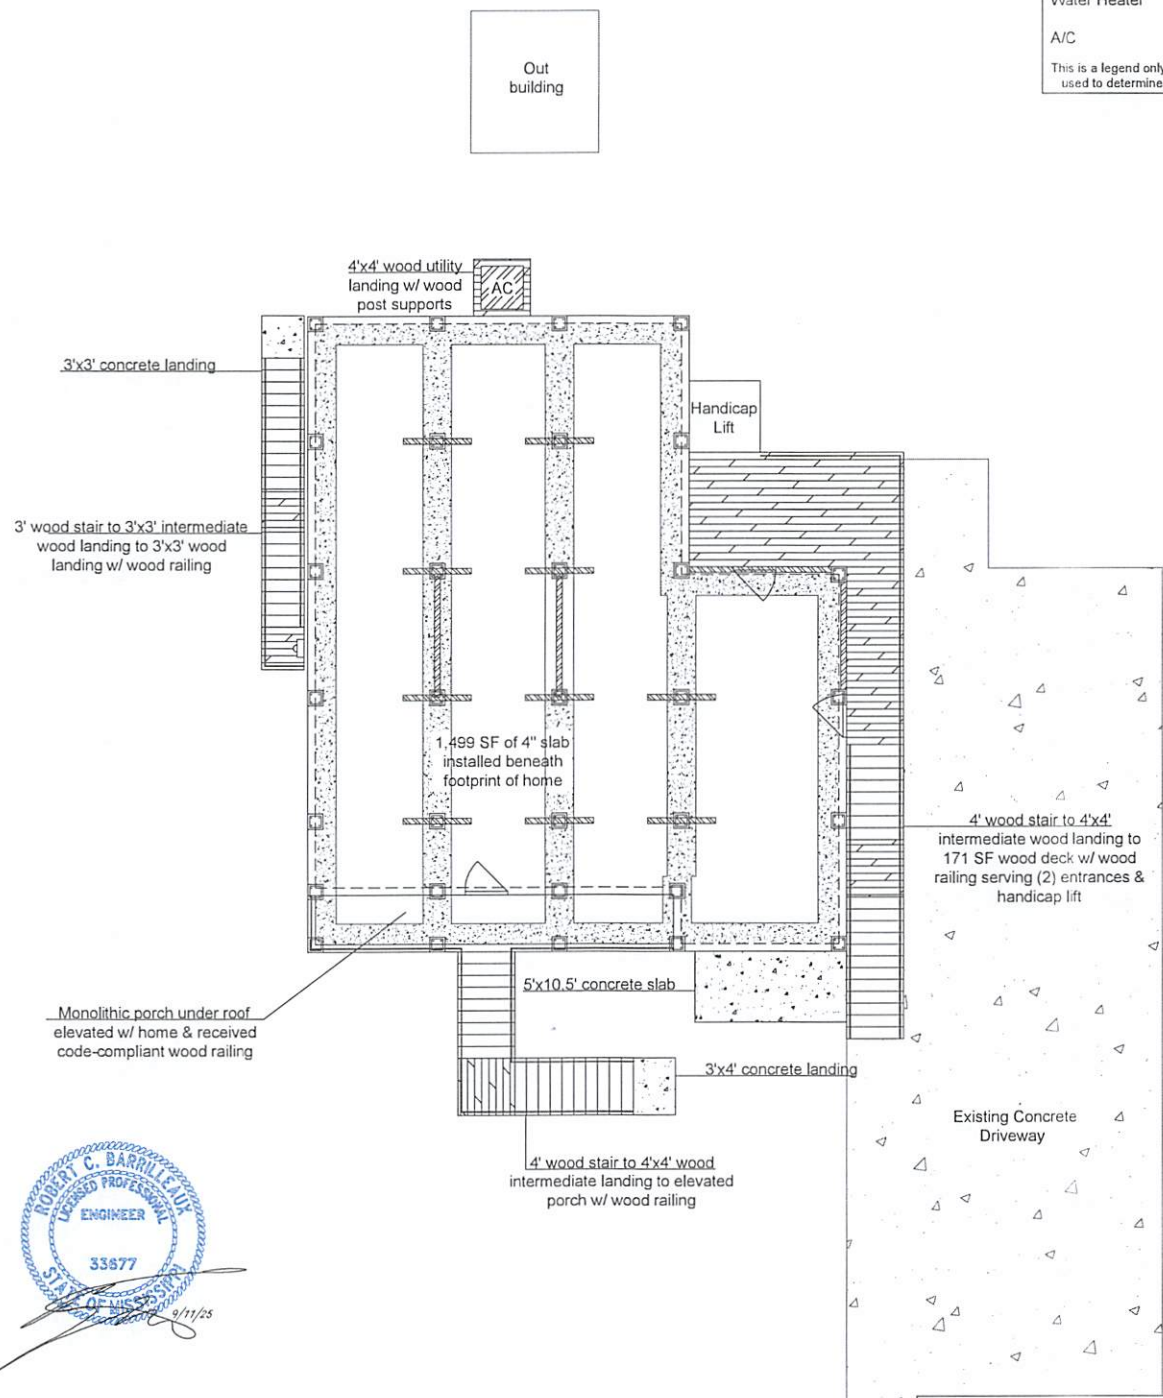 Water Heater
A/C
This is a legend only
used to determine
Out
building
4'x4' wood utility
landing w/ wood
post supports
AC
3'x3' concrete landing
Handicap
Lift
3' wood stair to 3'x3' intermediate
wood landing to 3'x3' wood
landing w/ wood railing
1,499 SF of 4" slab
installed beneath
footprint of home
4' wood stair to 4'x4'
intermediate wood landing to
171 SF wood deck w/ wood
railing serving (2) entrances &
handicap lift
5'x10.5' concrete slab
Monolithic porch under roof
elevated w/ home & received
code-compliant wood railing
3'x4' concrete landing
Existing Concrete
Driveway
4' wood stair to 4'x4' wood
intermediate landing to elevated
porch w/ wood railing
ROBERT C. BARRILLEAUX
LICENSED PROFESSIONAL
ENGINEER
33677
STATE OF MISSISSIPPI
9/11/25